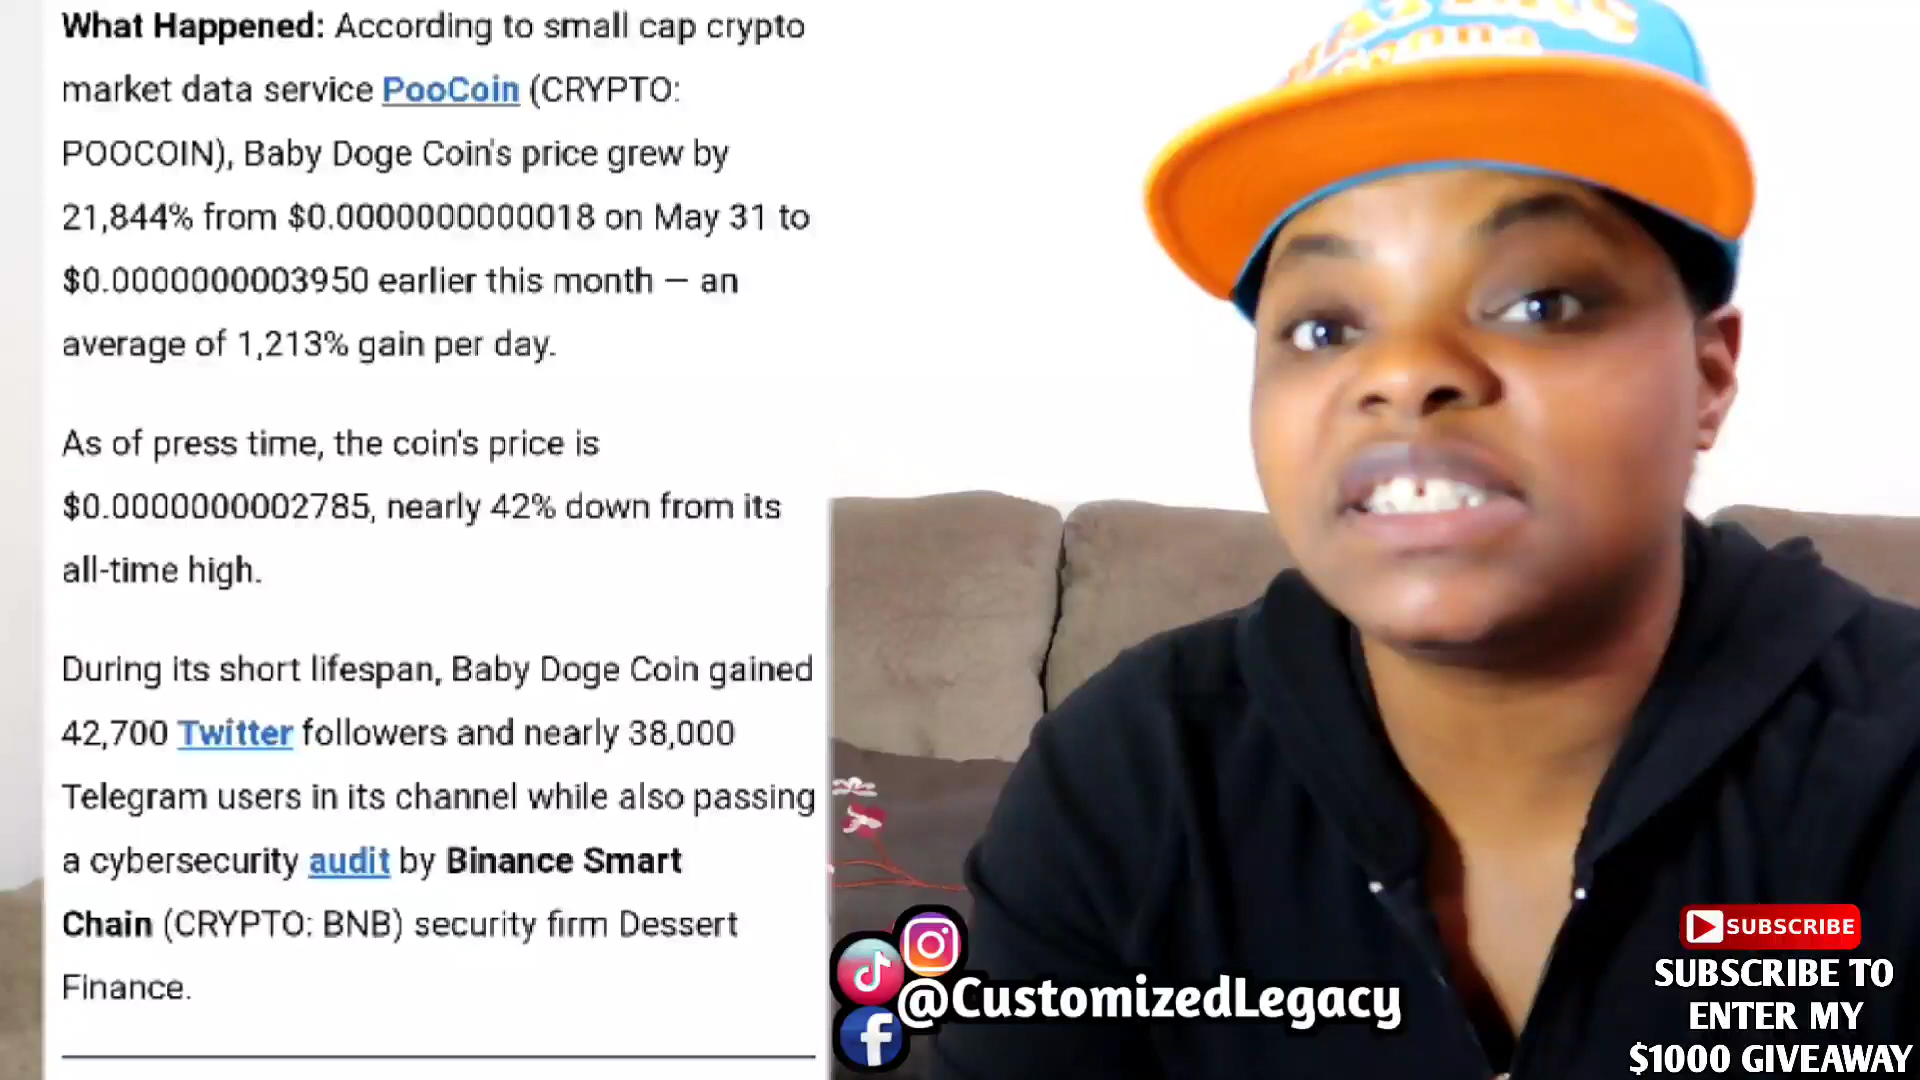 What Happened: According to small cap crypto
market data service PooCoin (CRYPTO:
POOCOIN), Baby Doge Coin's price grew by
21,844% from $0.0000000000018 on May 31 to
$0.0000000003950 earlier this month — an
average of 1,213% gain per day.
As of press time, the coin's price is
$0.0000000002785, nearly 42% down from its
all-time high.
During its short lifespan, Baby Doge Coin gained
42,700 Twitter followers and nearly 38,000
Telegram users in its channel while also passing
a cybersecurity audit by Binance Smart
Chain (CRYPTO: BNB) security firm Dessert
Finance.
@CustomizedLegacy
SUBSCRIBE
SUBSCRIBE TO
ENTER MY
$1000 GIVEAWAY